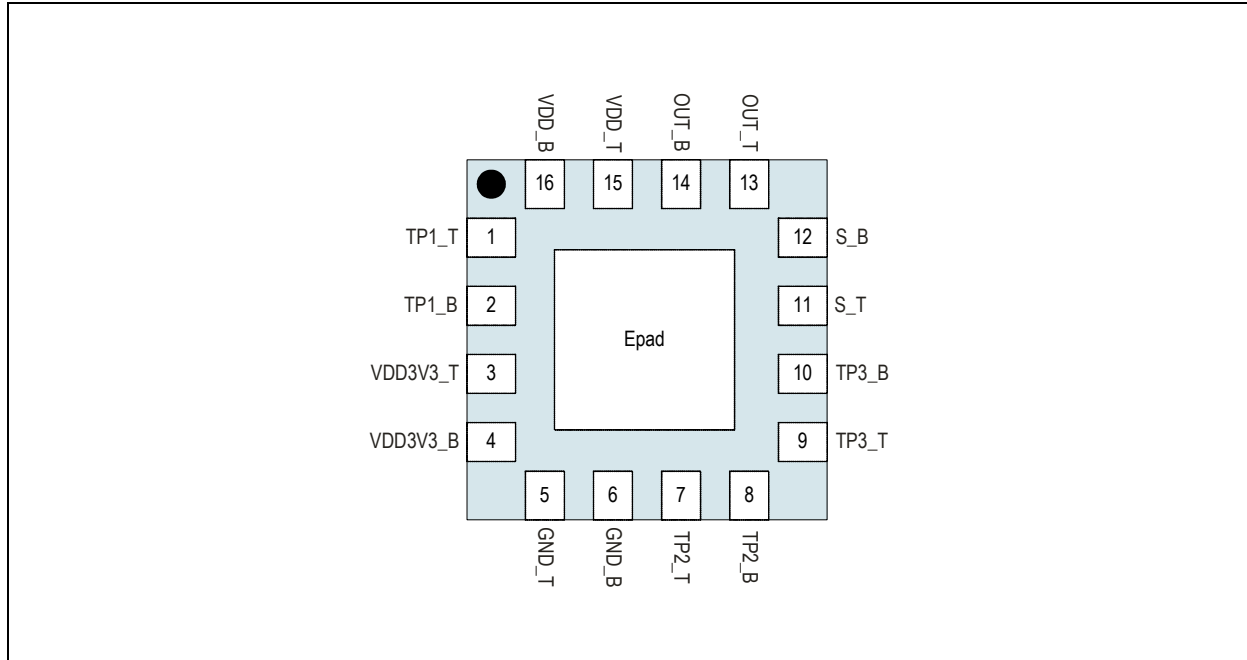 VDD_B
VDD_T
OUT_B
OUT_T
16
15
14
13
TP1_T
1
12
S_B
TP1_B
2
11
S_T
Epad
VDD3V3_T
3
10
TP3_B
VDD3V3_B
4
9
TP3_T
5
6
7
8
GND_T
GND_B
TP2_T
TP2_B